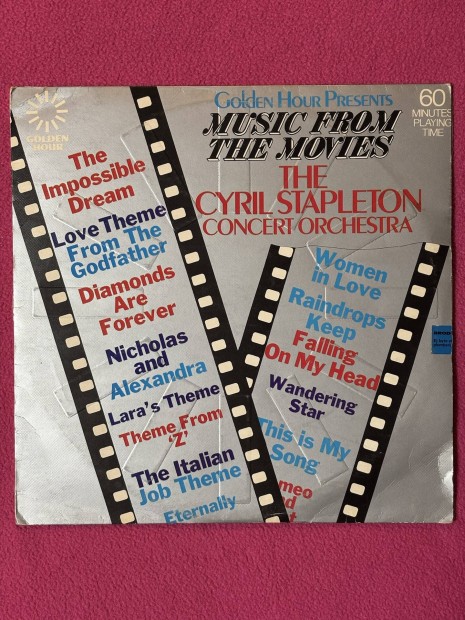 GOLDEN
HOUR
Golden Hour Presents
MUSIC FROM
THE MOVIES
THE
CYRIL STAPLETON
CONCERT ORCHESTRA
60
MINUTES
PLAYING
TIME
The
Impossible
Dream
Love Theme
From The
Godfather
Diamonds
Are
Forever
Nicholas
and
Alexandra
Lara's Theme
Theme From
'Z'
The Italian
Job Theme
Eternally
Women
in Love
Raindrops
Keep
Falling
On My Head
Wandering
Star
This is My
Song
meo